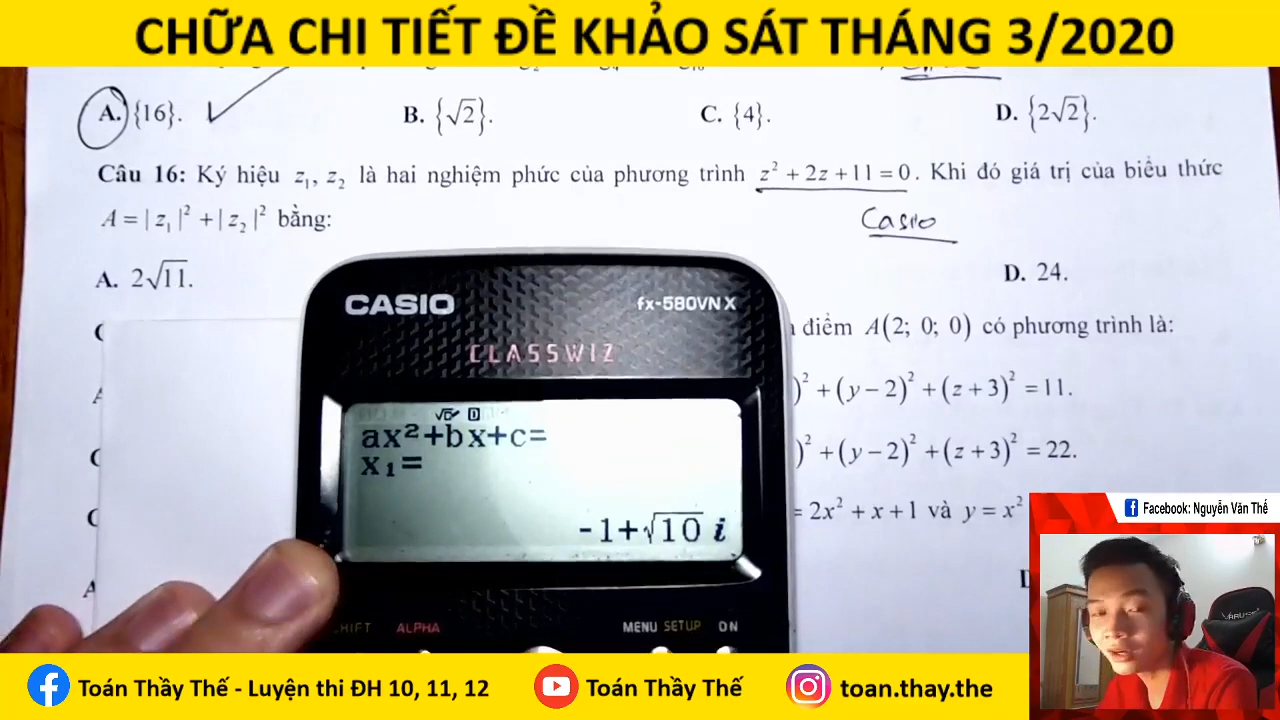 CHỮA CHI TIẾT ĐỀ KHẢO SÁT THÁNG 3/2020
A. {16}. B. {√2}. C. {4}. D. {2√2}.
Câu 16: Ký hiệu z₁, z₂ là hai nghiệm phức của phương trình z² + 2z + 11 = 0. Khi đó giá trị của biểu thức
A = | z₁ |² + | z₂ |² bằng:
Casio
A. 2√11. D. 24.
điểm A(2; 0; 0) có phương trình là:
)² + (y − 2)² + (z + 3)² = 11.
)² + (y − 2)² + (z + 3)² = 22.
= 2x² + x + 1 và y = x²
CASIO fx-580VN X
CLASSWIZ
√▱ D
ax²+bx+c=
x₁=
-1+√10 i
SHIFT ALPHA MENU SETUP ON
Facebook: Nguyễn Văn Thế
Toán Thầy Thế - Luyện thi ĐH 10, 11, 12
Toán Thầy Thế
toan.thay.the